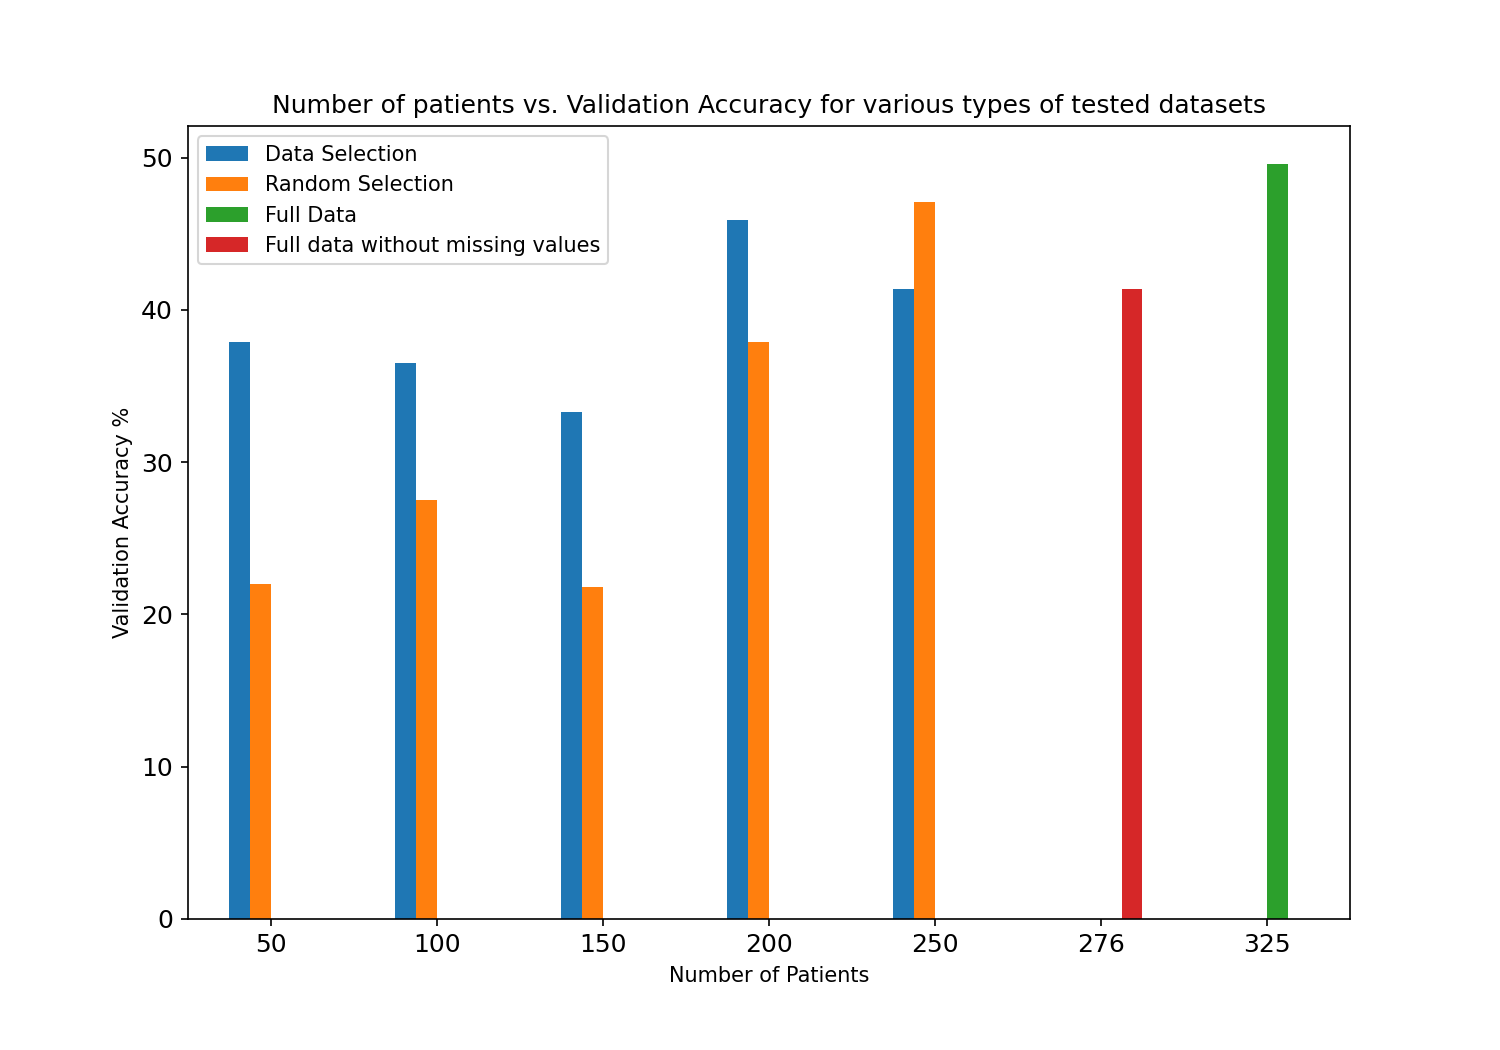 Number of patients vs. Validation Accuracy for various types of tested datasets
Data Selection
Random Selection
Full Data
Full data without missing values
50
40
30
20
10
0
Validation Accuracy %
50 100 150 200 250 276 325
Number of Patients